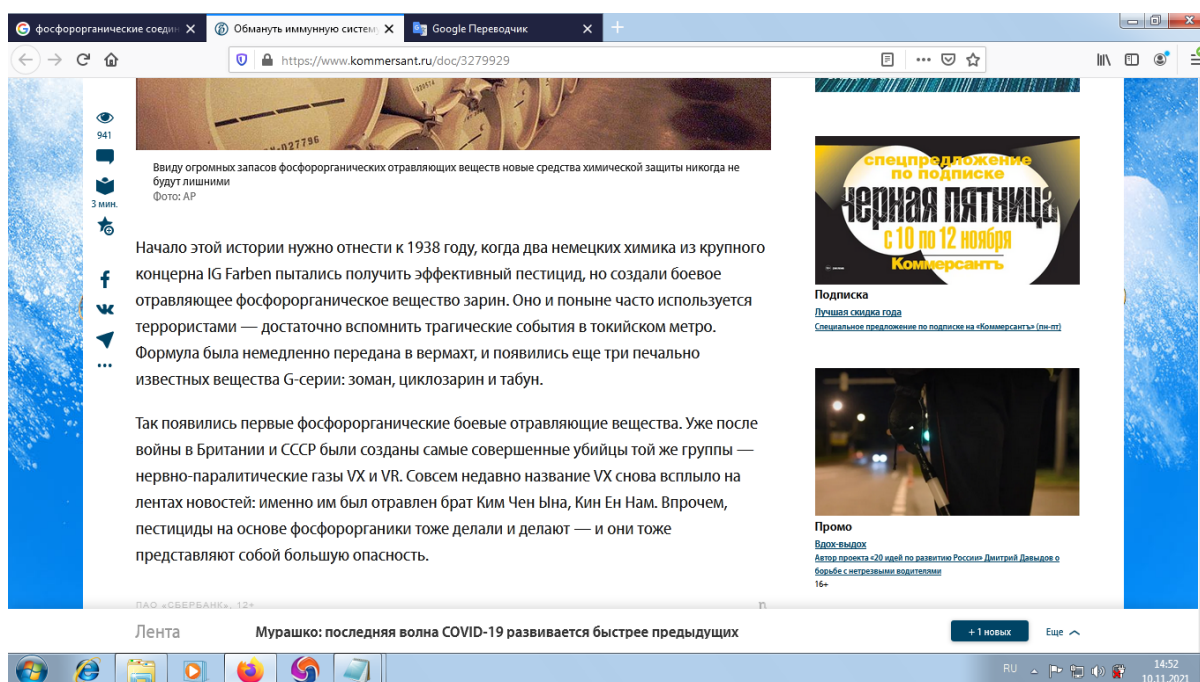 фосфорорганические соедин
Обмануть иммунную систем
Google Переводчик
https://www.kommersant.ru/doc/3279929
941
3 мин.
027796
Ввиду огромных запасов фосфорорганических отравляющих веществ новые средства химической защиты никогда не
будут лишними
Фото: AP
Начало этой истории нужно отнести к 1938 году, когда два немецких химика из крупного
концерна IG Farben пытались получить эффективный пестицид, но создали боевое
отравляющее фосфорорганическое вещество зарин. Оно и поныне часто используется
террористами — достаточно вспомнить трагические события в токийском метро.
Формула была немедленно передана в вермахт, и появились еще три печально
известных вещества G-серии: зоман, циклозарин и табун.
Так появились первые фосфорорганические боевые отравляющие вещества. Уже после
войны в Британии и СССР были созданы самые совершенные убийцы той же группы —
нервно-паралитические газы VX и VR. Совсем недавно название VX снова всплыло на
лентах новостей: именно им был отравлен брат Ким Чен Ына, Кин Ен Нам. Впрочем,
пестициды на основе фосфорорганики тоже делали и делают — и они тоже
представляют собой большую опасность.
ПАО «СБЕРБАНК», 12+
спецпредложение
по подписке
черная пятница
с 10 по 12 ноября
Коммерсантъ
Подписка
Лучшая скидка года
Специальное предложение по подписке на «Коммерсантъ» (пн-пт)
Промо
Вдох-выдох
Автор проекта «20 идей по развитию России» Дмитрий Давыдов о
борьбе с нетрезвыми водителями
16+
Лента
Мурашко: последняя волна COVID-19 развивается быстрее предыдущих
+1 новых
Еще
RU
14:52
10.11.2021